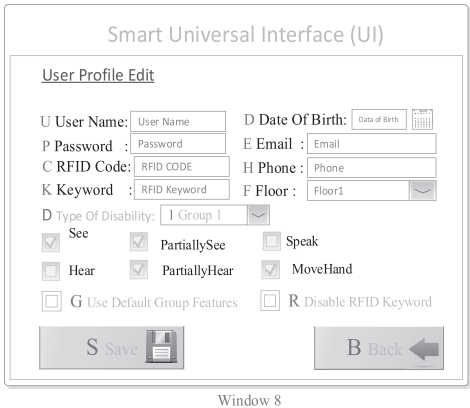 Smart Universal Interface (UI)
User Profile Edit
U User Name: User Name
D Date Of Birth: Data of Birth
P Password : Password
E Email : Email
C RFID Code: RFID CODE
H Phone : Phone
K Keyword : RFID Keyword
F Floor : Floor1
D Type Of Disability: 1 Group 1
See PartiallySee Speak
Hear PartiallyHear MoveHand
G Use Default Group Features R Disable RFID Keyword
S Save B Back
Window 8